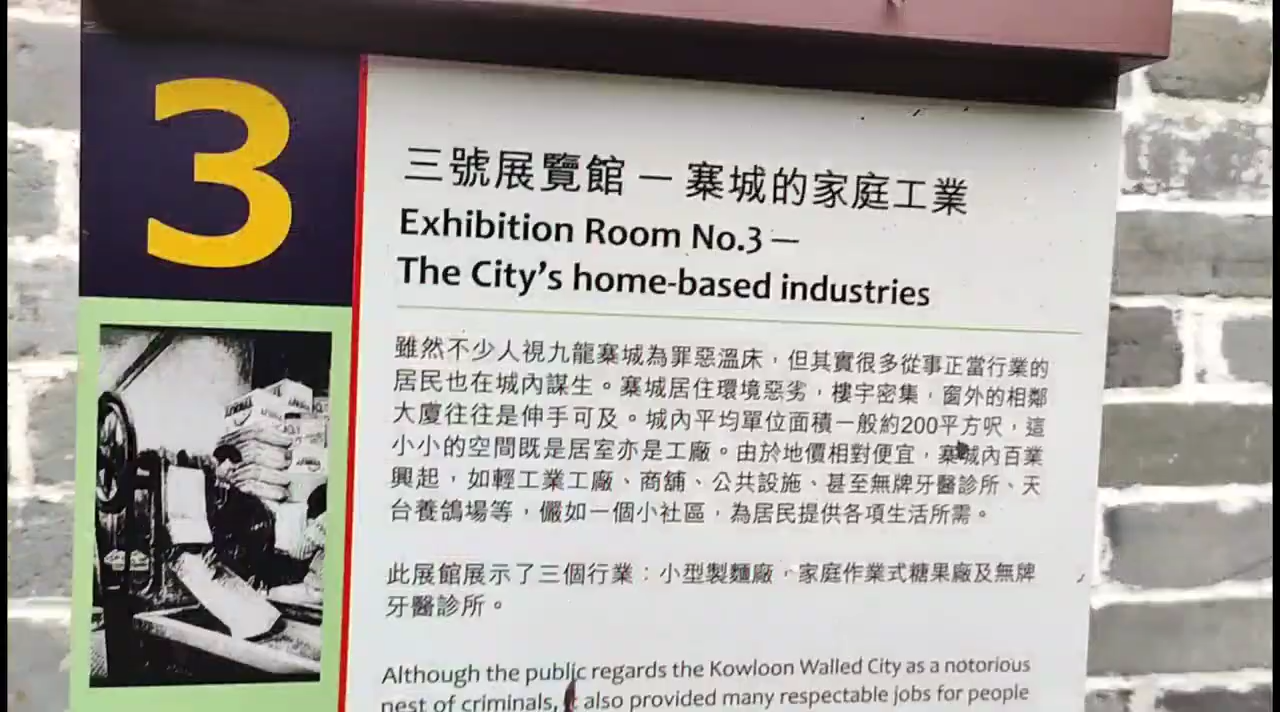 3
三號展覽館 — 寨城的家庭工業
Exhibition Room No.3 —
The City's home-based industries
雖然不少人視九龍寨城為罪惡溫床，但其實很多從事正當行業的
居民也在城內謀生。寨城居住環境惡劣，樓宇密集，窗外的相鄰
大廈往往是伸手可及。城內平均單位面積一般約200平方呎，這
小小的空間既是居室亦是工廠。由於地價相對便宜，寨城內百業
興起，如輕工業工廠、商舖、公共設施、甚至無牌牙醫診所、天
台養鴿場等，儼如一個小社區，為居民提供各項生活所需。
此展館展示了三個行業：小型製麵廠，家庭作業式糖果廠及無牌
牙醫診所。
Although the public regards the Kowloon Walled City as a notorious
nest of criminals, it also provided many respectable jobs for people